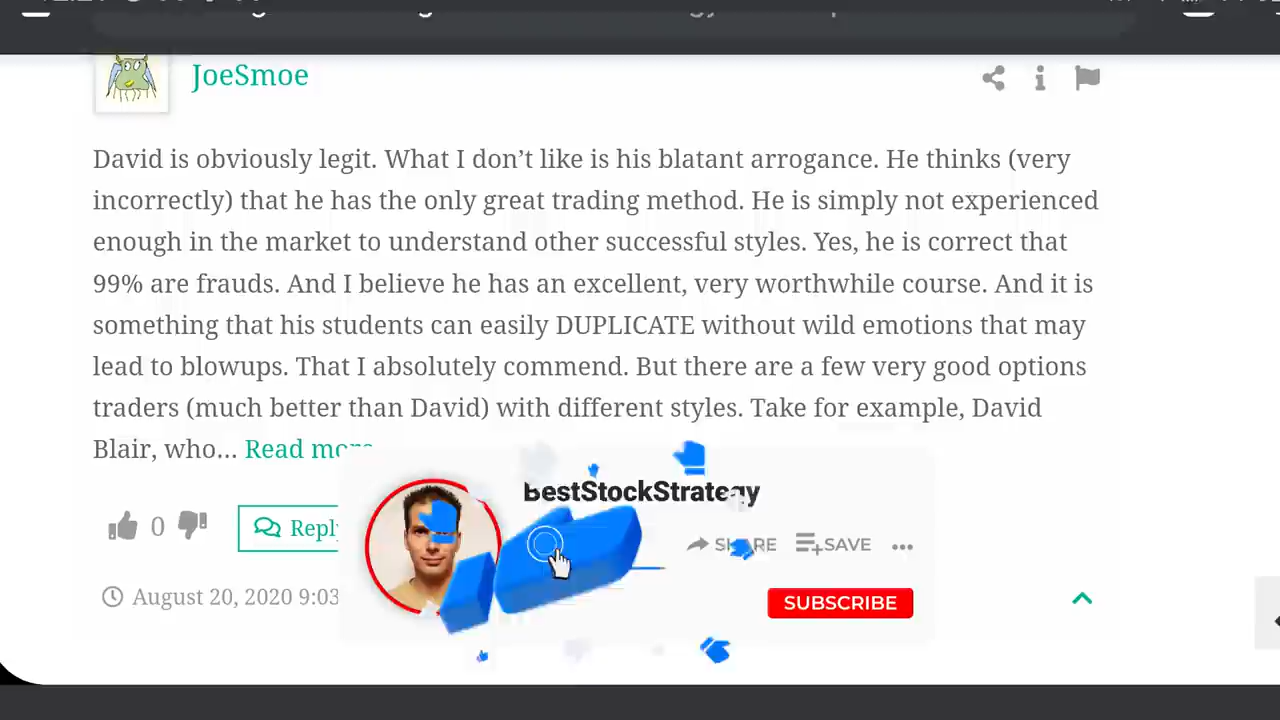 JoeSmoe
David is obviously legit. What I don’t like is his blatant arrogance. He thinks (very
incorrectly) that he has the only great trading method. He is simply not experienced
enough in the market to understand other successful styles. Yes, he is correct that
99% are frauds. And I believe he has an excellent, very worthwhile course. And it is
something that his students can easily DUPLICATE without wild emotions that may
lead to blowups. That I absolutely commend. But there are a few very good options
traders (much better than David) with different styles. Take for example, David
Blair, who... Read more
BestStockStrategy
0 Reply
SHARE SAVE
August 20, 2020 9:03
SUBSCRIBE